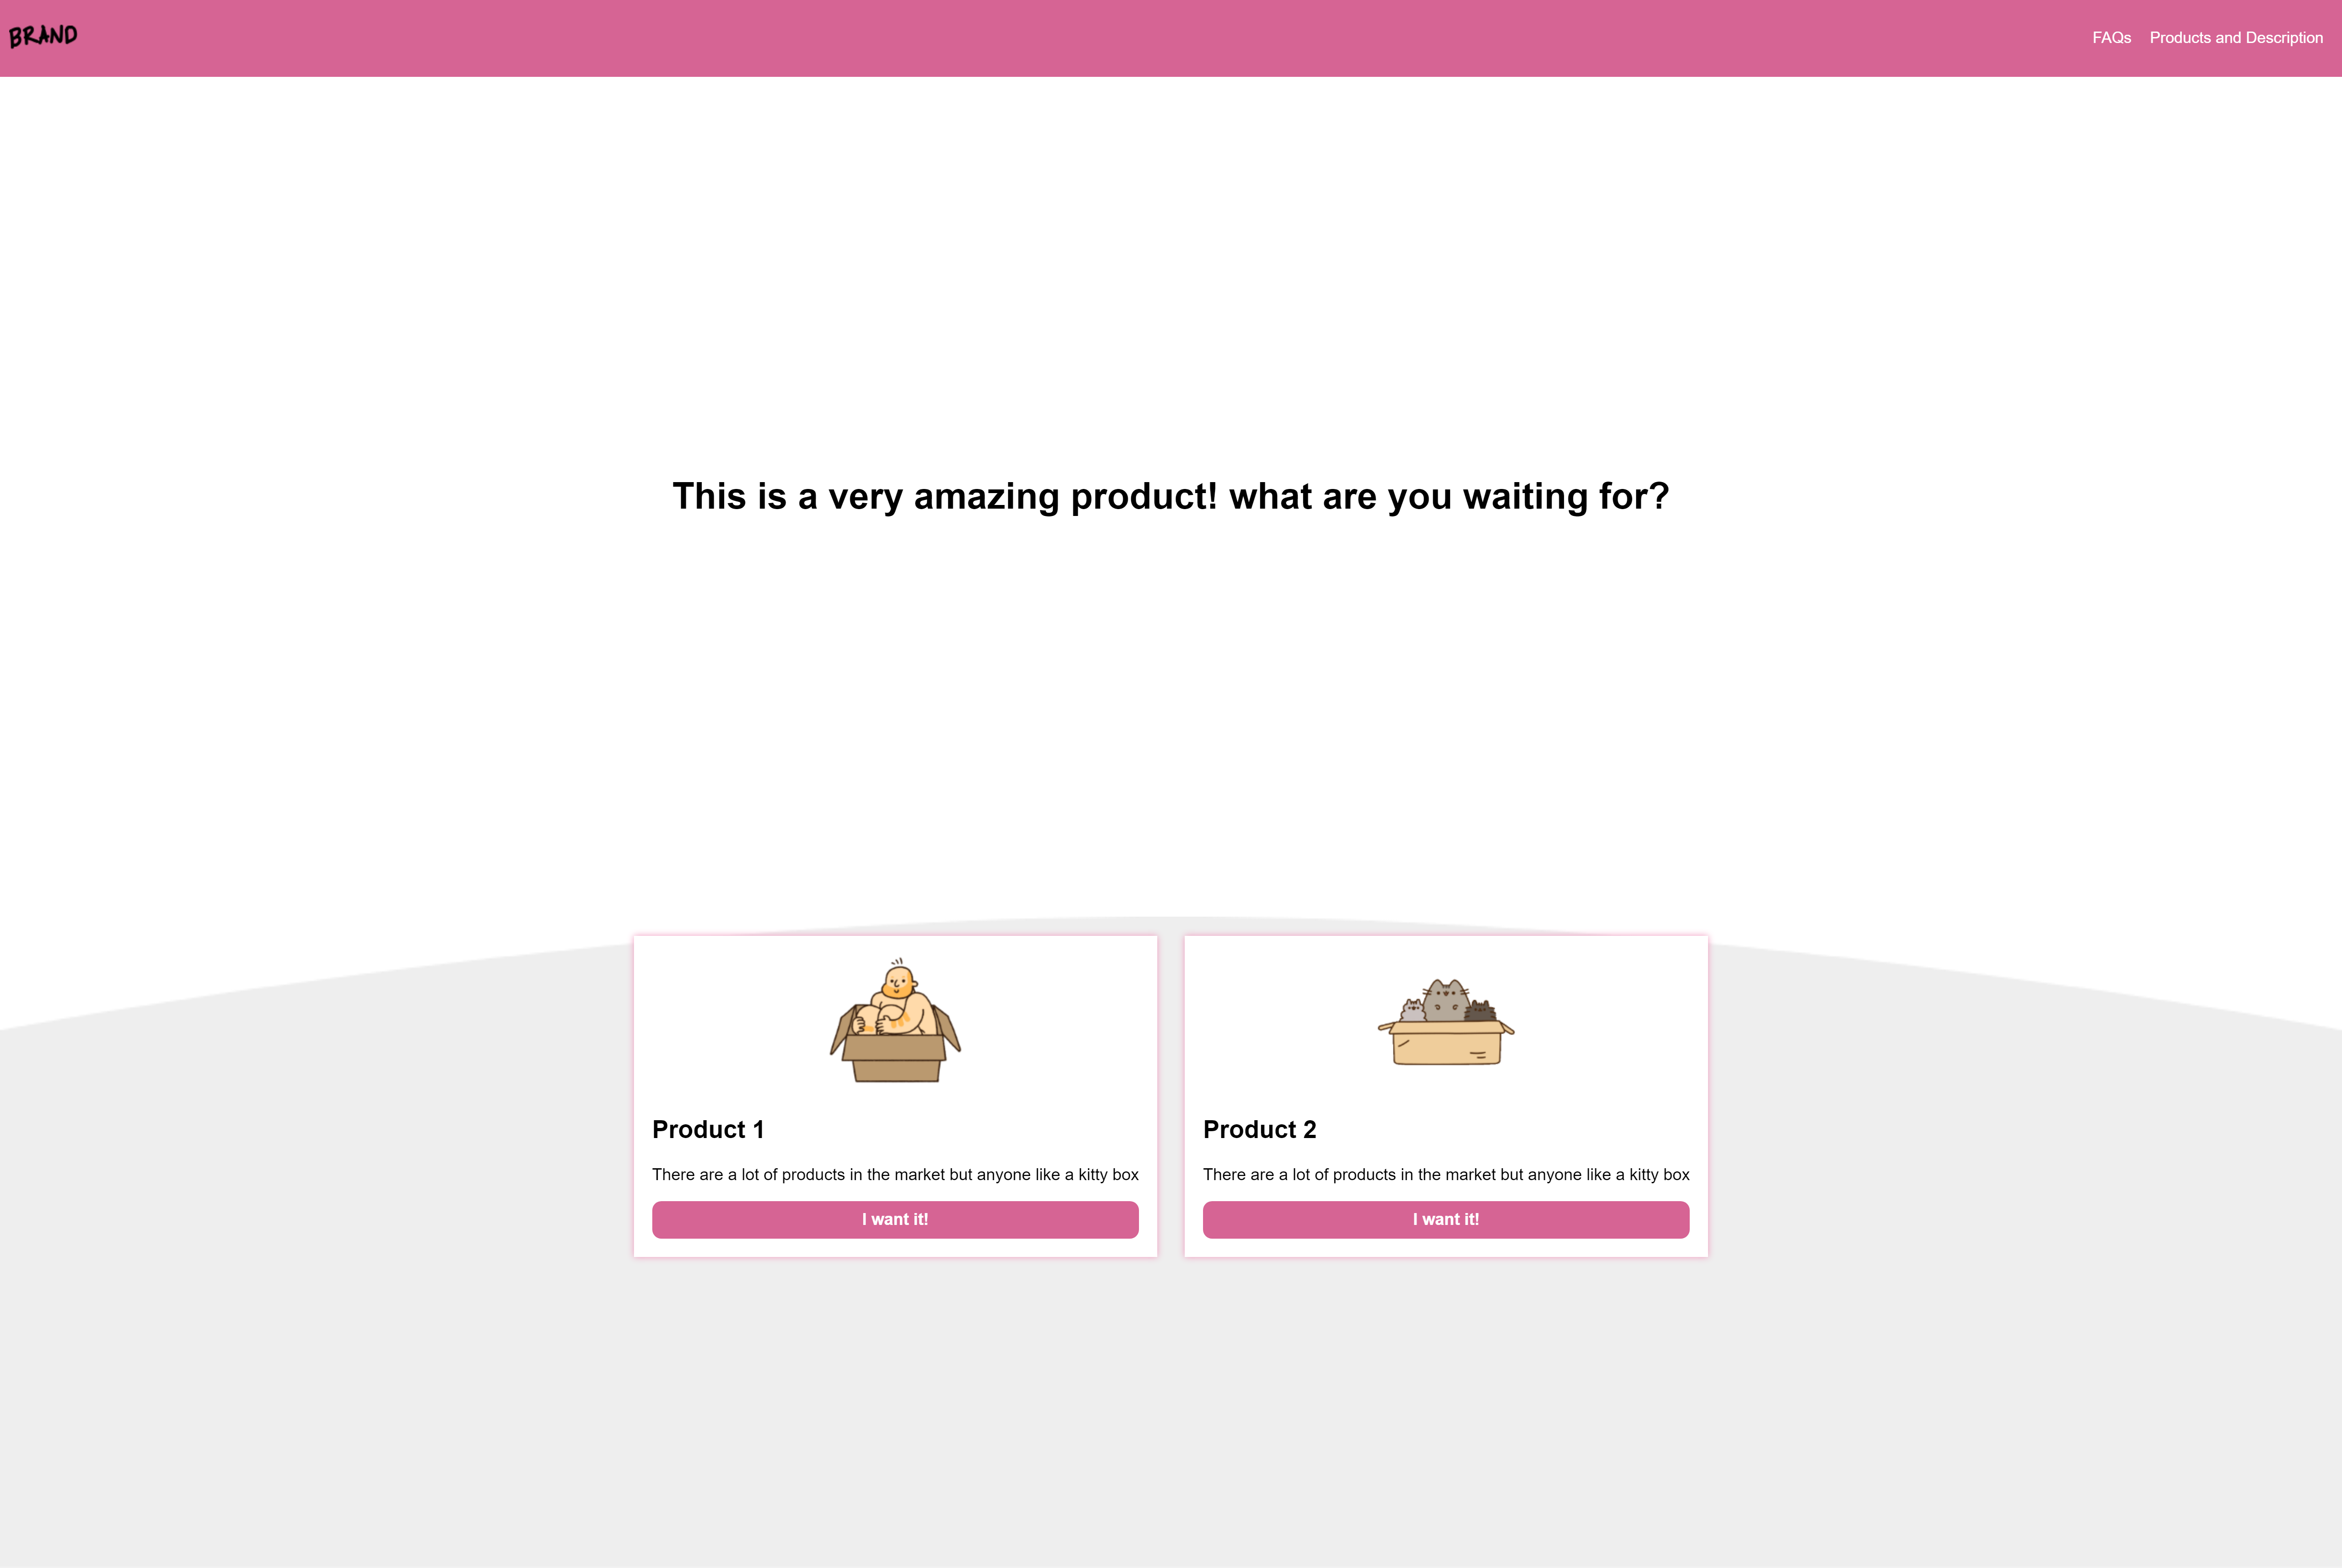 BRAND
FAQs Products and Description
This is a very amazing product! what are you waiting for?
Product 1
There are a lot of products in the market but anyone like a kitty box
I want it!
Product 2
There are a lot of products in the market but anyone like a kitty box
I want it!